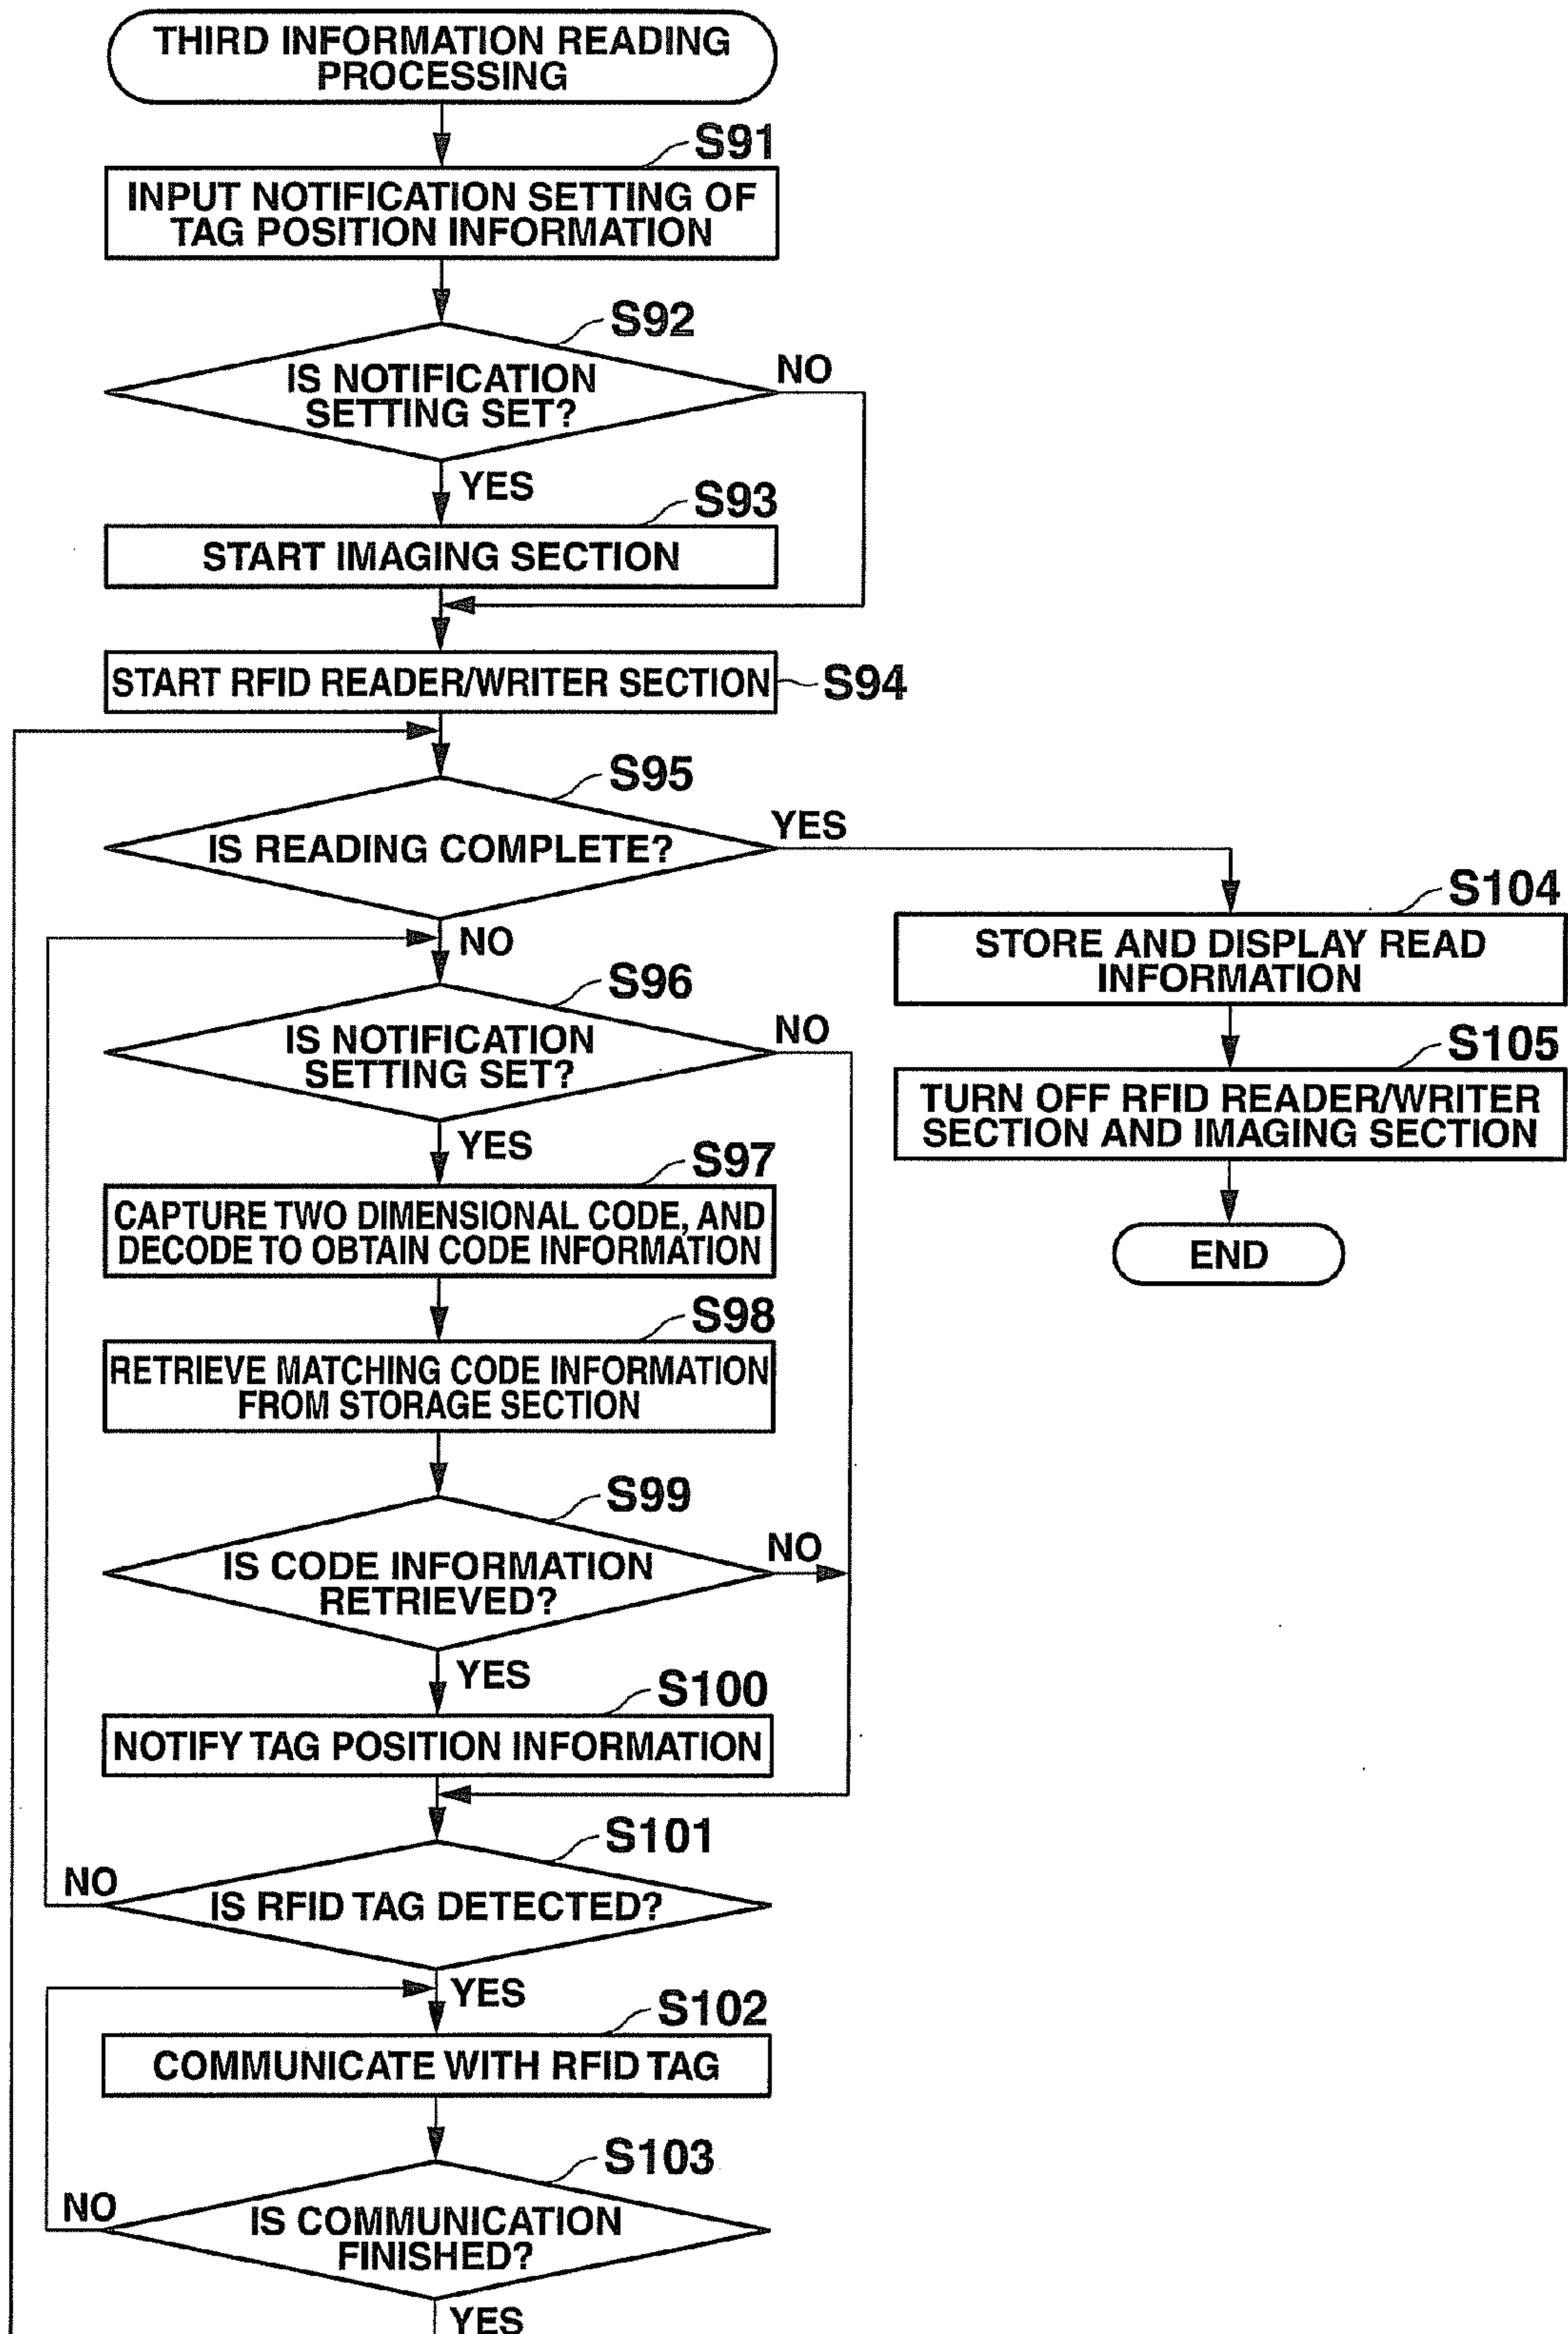 THIRD INFORMATION READING
PROCESSING
S91
INPUT NOTIFICATION SETTING OF
TAG POSITION INFORMATION
S92
IS NOTIFICATION
SETTING SET?
NO
YES
S93
START IMAGING SECTION
START RFID READER/WRITER SECTION
S94
S95
IS READING COMPLETE?
YES
NO
S104
STORE AND DISPLAY READ
INFORMATION
S96
IS NOTIFICATION
SETTING SET?
NO
YES
S105
TURN OFF RFID READER/WRITER
SECTION AND IMAGING SECTION
END
S97
CAPTURE TWO DIMENSIONAL CODE, AND
DECODE TO OBTAIN CODE INFORMATION
S98
RETRIEVE MATCHING CODE INFORMATION
FROM STORAGE SECTION
S99
IS CODE INFORMATION
RETRIEVED?
NO
YES
S100
NOTIFY TAG POSITION INFORMATION
S101
IS RFID TAG DETECTED?
NO
YES
S102
COMMUNICATE WITH RFID TAG
S103
IS COMMUNICATION
FINISHED?
NO
YES